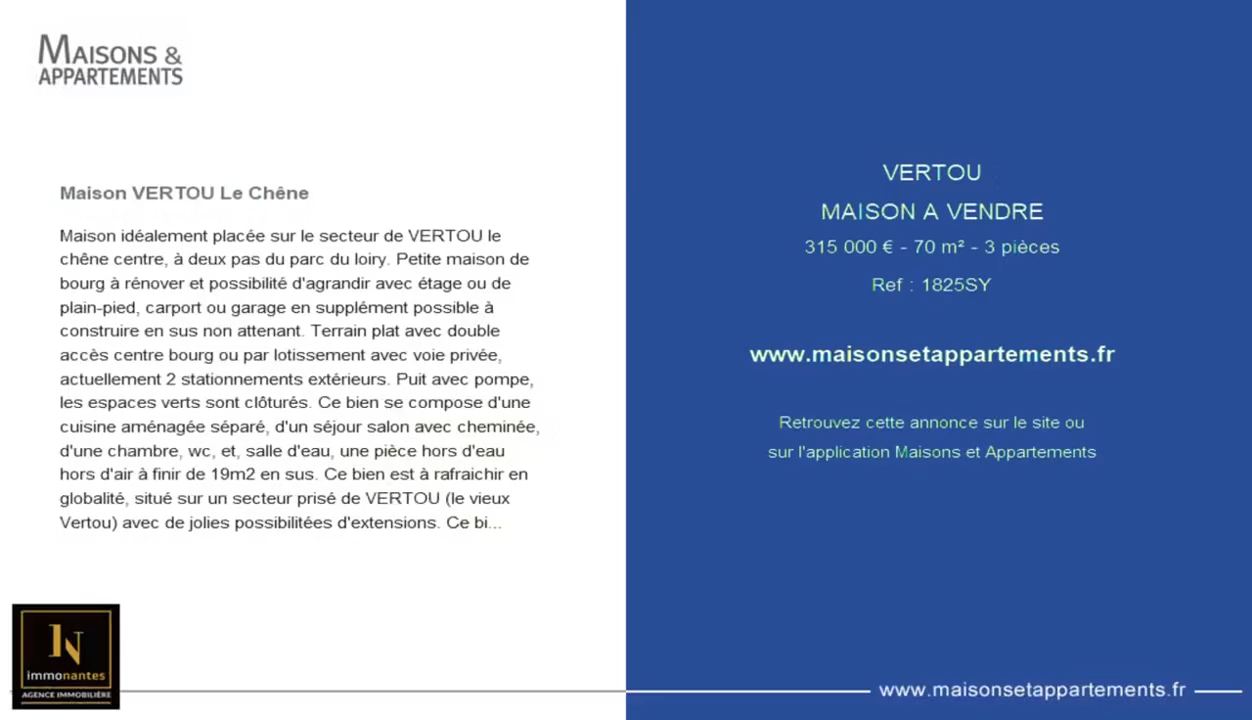 MAISONS &
APPARTEMENTS
Maison VERTOU Le Chêne
Maison idéalement placée sur le secteur de VERTOU le
chêne centre, à deux pas du parc du loiry. Petite maison de
bourg à rénover et possibilité d'agrandir avec étage ou de
plain-pied, carport ou garage en supplément possible à
construire en sus non attenant. Terrain plat avec double
accès centre bourg ou par lotissement avec voie privée,
actuellement 2 stationnements extérieurs. Puit avec pompe,
les espaces verts sont clôturés. Ce bien se compose d'une
cuisine aménagée séparé, d'un séjour salon avec cheminée,
d'une chambre, wc, et, salle d'eau, une pièce hors d'eau
hors d'air à finir de 19m2 en sus. Ce bien est à rafraichir en
globalité, situé sur un secteur prisé de VERTOU (le vieux
Vertou) avec de jolies possibilitées d'extensions. Ce bi...
IN
immonantes
AGENCE IMMOBILIÈRE
VERTOU
MAISON A VENDRE
315 000 € - 70 m² - 3 pièces
Ref : 1825SY
www.maisonsetappartements.fr
Retrouvez cette annonce sur le site ou
sur l'application Maisons et Appartements
www.maisonsetappartements.fr